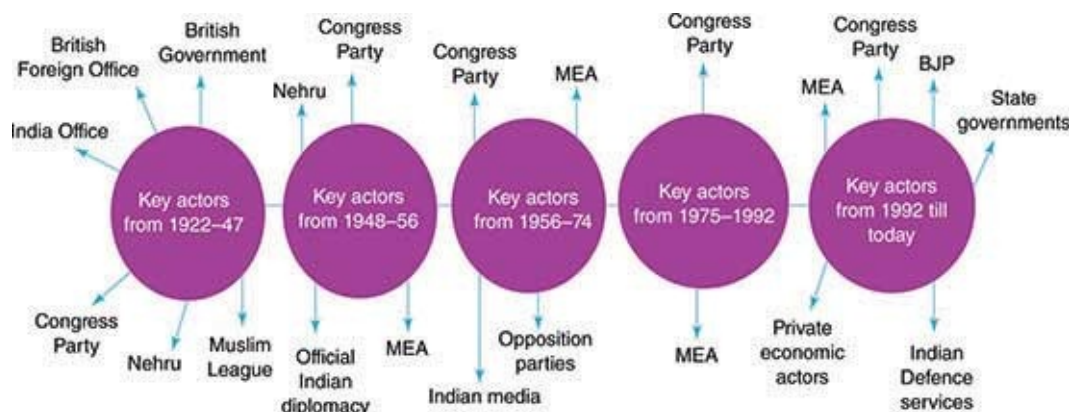 British
Foreign Office
British
Government
India Office
Key actors
from 1922–47
Congress
Party
Nehru
Muslim
League
Nehru
Congress
Party
Key actors
from 1948–56
Official
Indian
diplomacy
MEA
Congress
Party
MEA
Key actors
from 1956–74
Indian media
Opposition
parties
Congress
Party
Key actors
from 1975–1992
MEA
MEA
Congress
Party
BJP
State
governments
Key actors
from 1992 till
today
Private
economic
actors
Indian
Defence
services